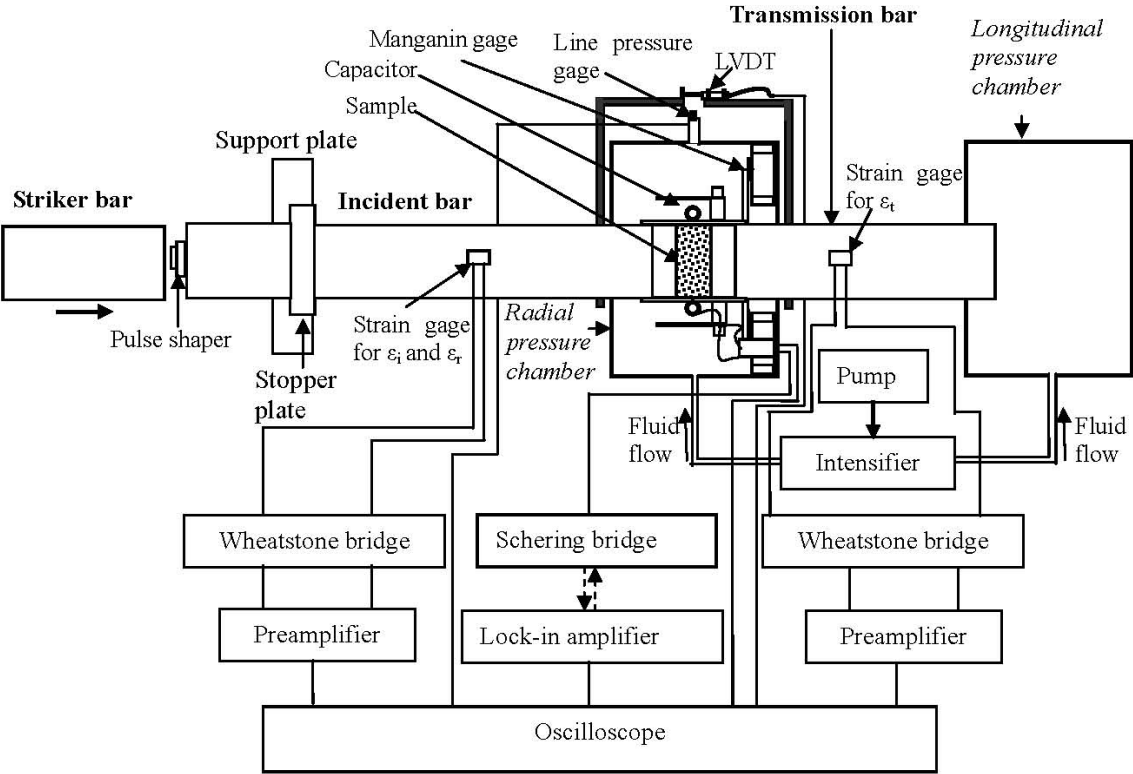 Transmission bar
Longitudinal
pressure
chamber
Manganin gage
Line pressure
gage
LVDT
Capacitor
Sample
Support plate
Strain gage
for εt
Striker bar
Incident bar
Pulse shaper
Strain gage
for εi and εr
Radial
pressure
chamber
Stopper
plate
Pump
Fluid
flow
Intensifier
Fluid
flow
Wheatstone bridge
Schering bridge
Wheatstone bridge
Preamplifier
Lock-in amplifier
Preamplifier
Oscilloscope